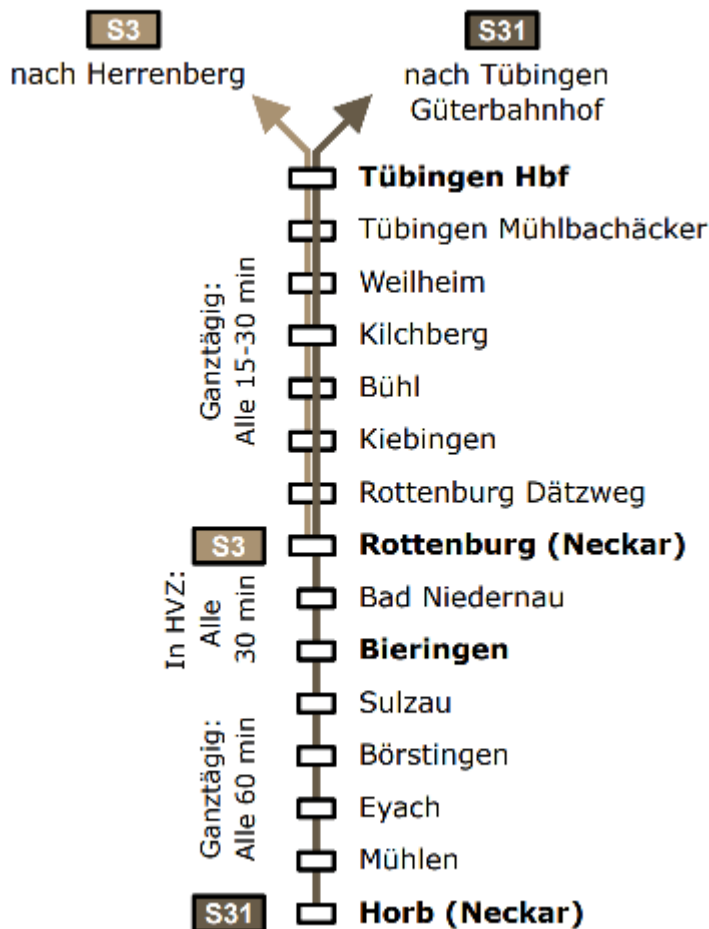 S3
nach Herrenberg
S31
nach Tübingen
Güterbahnhof
Tübingen Hbf
Tübingen Mühlbachäcker
Weilheim
Kilchberg
Bühl
Kiebingen
Rottenburg Dätzweg
Ganztägig:
Alle 15-30 min
S3
Rottenburg (Neckar)
Bad Niedernau
Bieringen
In HVZ:
Alle
30 min
Sulzau
Börstingen
Eyach
Mühlen
Ganztägig:
Alle 60 min
S31
Horb (Neckar)